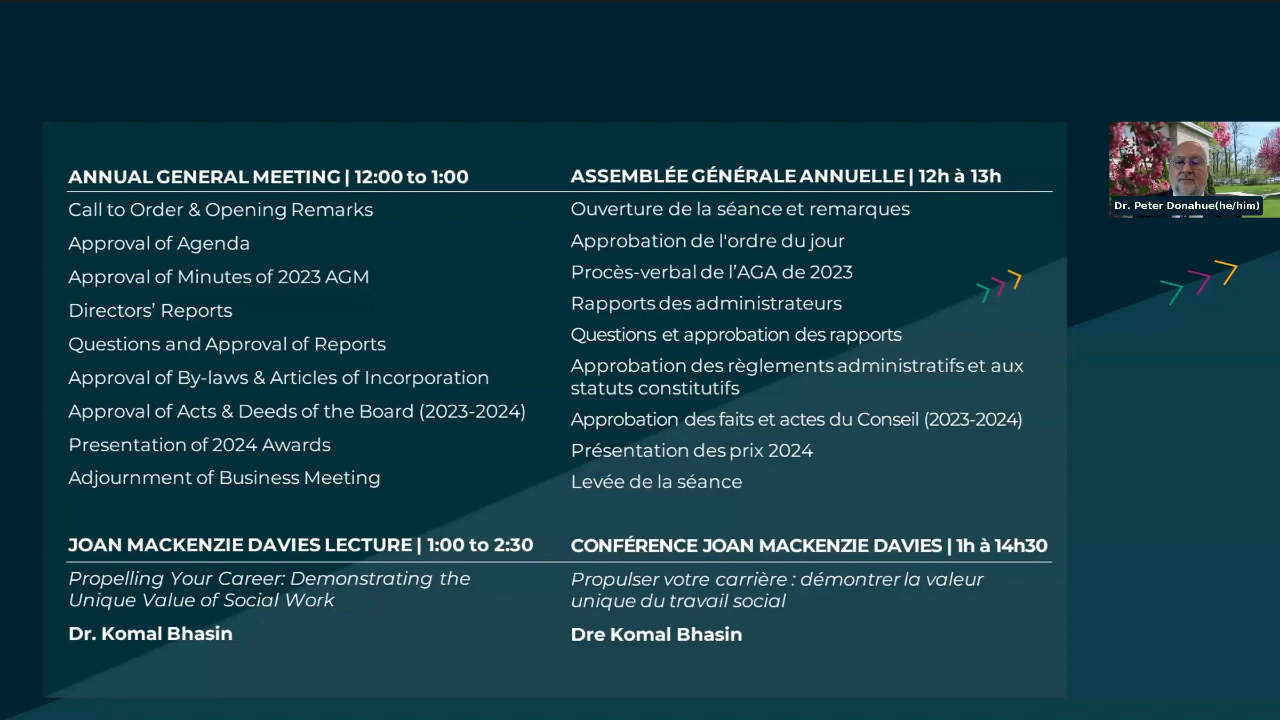 ANNUAL GENERAL MEETING | 12:00 to 1:00
Call to Order & Opening Remarks
Approval of Agenda
Approval of Minutes of 2023 AGM
Directors’ Reports
Questions and Approval of Reports
Approval of By-laws & Articles of Incorporation
Approval of Acts & Deeds of the Board (2023-2024)
Presentation of 2024 Awards
Adjournment of Business Meeting
JOAN MACKENZIE DAVIES LECTURE | 1:00 to 2:30
Propelling Your Career: Demonstrating the
Unique Value of Social Work
Dr. Komal Bhasin
ASSEMBLÉE GÉNÉRALE ANNUELLE | 12h à 13h
Ouverture de la séance et remarques
Approbation de l'ordre du jour
Procès-verbal de l’AGA de 2023
Rapports des administrateurs
Questions et approbation des rapports
Approbation des règlements administratifs et aux
statuts constitutifs
Approbation des faits et actes du Conseil (2023-2024)
Présentation des prix 2024
Levée de la séance
CONFÉRENCE JOAN MACKENZIE DAVIES | 1h à 14h30
Propulser votre carrière : démontrer la valeur
unique du travail social
Dre Komal Bhasin
Dr. Peter Donahue(he/him)